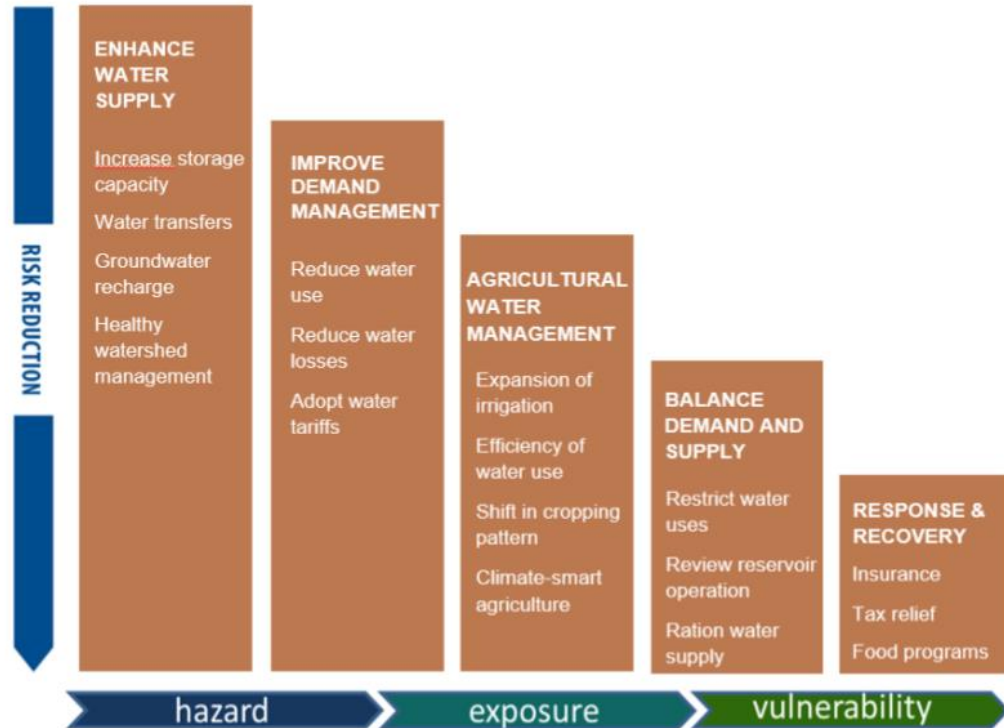 RISK REDUCTION
ENHANCE
WATER
SUPPLY
Increase storage
capacity
Water transfers
Groundwater
recharge
Healthy
watershed
management
IMPROVE
DEMAND
MANAGEMENT
Reduce water
use
Reduce water
losses
Adopt water
tariffs
AGRICULTURAL
WATER
MANAGEMENT
Expansion of
irrigation
Efficiency of
water use
Shift in cropping
pattern
Climate-smart
agriculture
BALANCE
DEMAND AND
SUPPLY
Restrict water
uses
Review reservoir
operation
Ration water
supply
RESPONSE &
RECOVERY
Insurance
Tax relief
Food programs
hazard
exposure
vulnerability